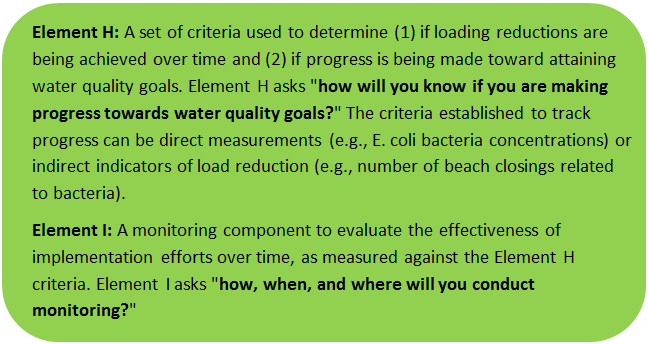 Element H: A set of criteria used to determine (1) if loading reductions are
being achieved over time and (2) if progress is being made toward attaining
water quality goals. Element H asks "how will you know if you are making
progress towards water quality goals?" The criteria established to track
progress can be direct measurements (e.g., E. coli bacteria concentrations) or
indirect indicators of load reduction (e.g., number of beach closings related
to bacteria).
Element I: A monitoring component to evaluate the effectiveness of
implementation efforts over time, as measured against the Element H
criteria. Element I asks "how, when, and where will you conduct
monitoring?"